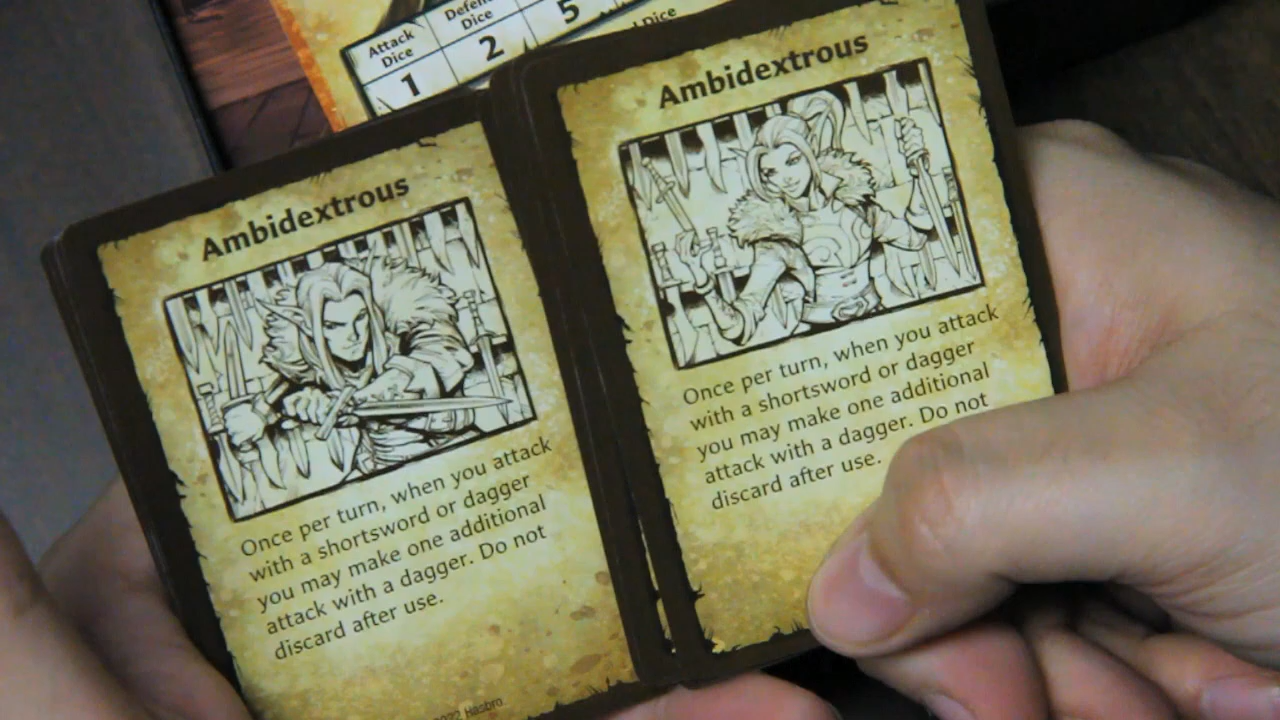 Attack
Dice
1
Dice
2
5
Dice
Ambidextrous
Once per turn, when you attack
with a shortsword or dagger
you may make one additional
attack with a dagger. Do not
discard after use.
Hasbro
Ambidextrous
Once per turn, when you attack
with a shortsword or dagger
you may make one additional
attack with a dagger. Do not
discard after use.